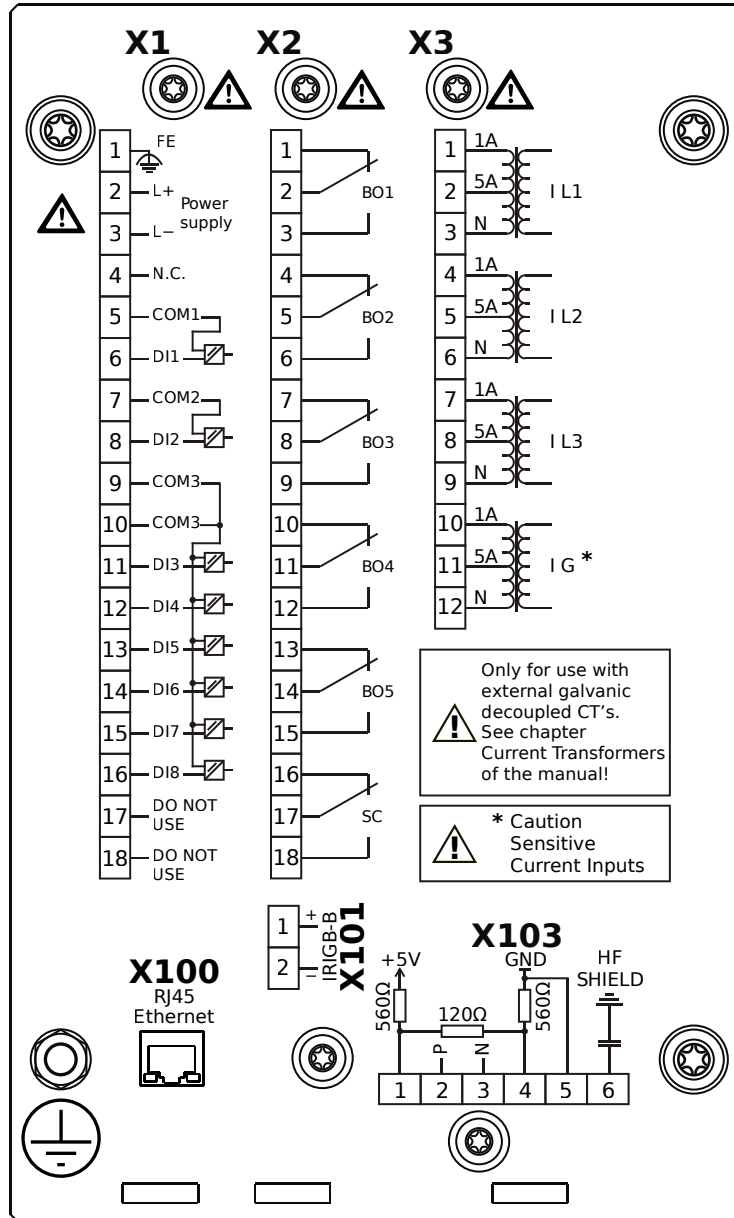 X1
X2
X3
1 FE
2 L+
Power
supply
3 L−
4 N.C.
5 COM1
6 DI1
7 COM2
8 DI2
9 COM3
10 COM3
11 DI3
12 DI4
13 DI5
14 DI6
15 DI7
16 DI8
17 DO NOT
USE
18 DO NOT
USE
1
2 BO1
3
4
5 BO2
6
7
8 BO3
9
10
11 BO4
12
13
14 BO5
15
16
17 SC
18
1 1A
2 5A I L1
3 N
4 1A
5 5A I L2
6 N
7 1A
8 5A I L3
9 N
10 1A
11 5A I G *
12 N
Only for use with
external galvanic
decoupled CT's.
See chapter
Current Transformers
of the manual!
* Caution
Sensitive
Current Inputs
1 +
2 −
IRIGB-B
X101
X100
RJ45
Ethernet
X103
+5V GND HF
SHIELD
560Ω 120Ω 560Ω
P N
1 2 3 4 5 6